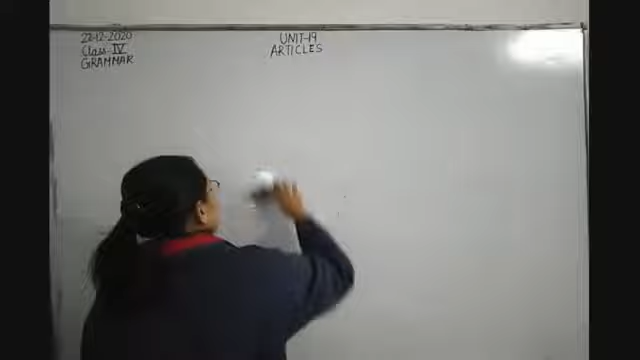 22-12-2020
Class-IV
GRAMMAR
UNIT-19
ARTICLES